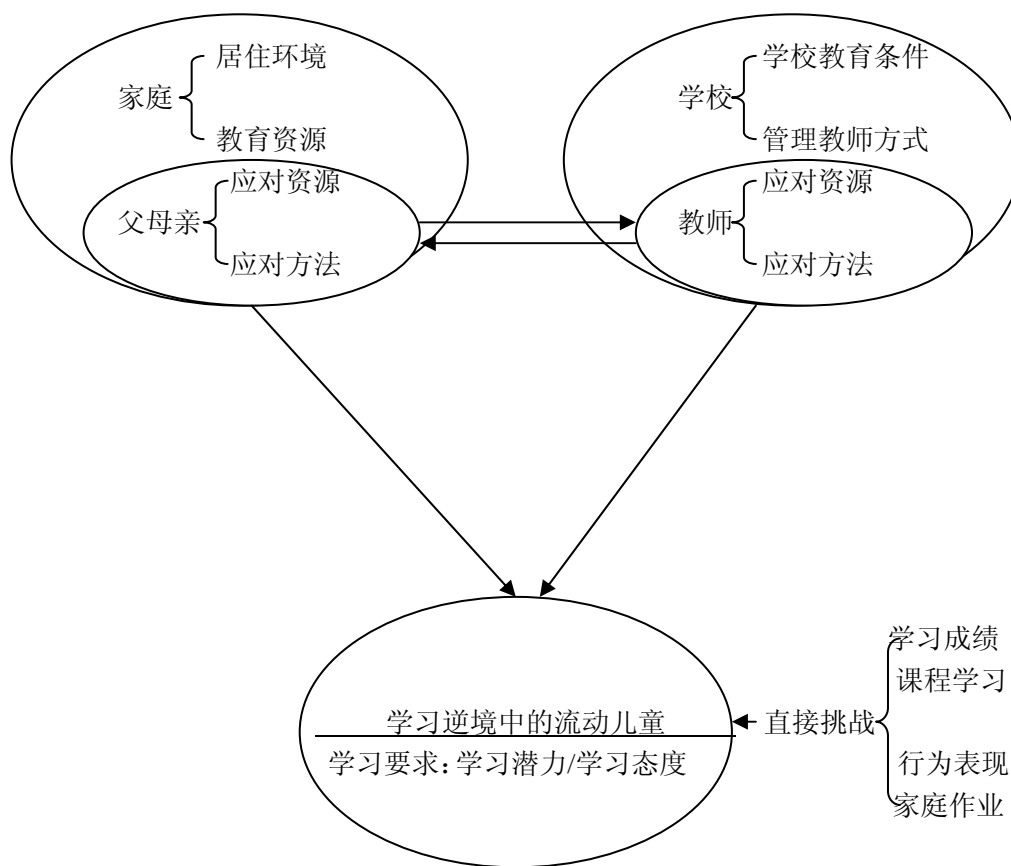 居住环境
家庭
教育资源
应对资源
父母亲
应对方法
学校教育条件
学校
管理教师方式
应对资源
教师
应对方法
学习逆境中的流动儿童
学习要求：学习潜力/学习态度
直接挑战
学习成绩
课程学习
行为表现
家庭作业